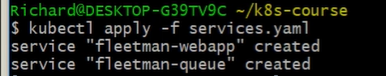 Richard@DESKTOP-G39TV9C ~/k8s-course
$ kubectl apply -f services.yaml
service "fleetman-webapp" created
service "fleetman-queue" created